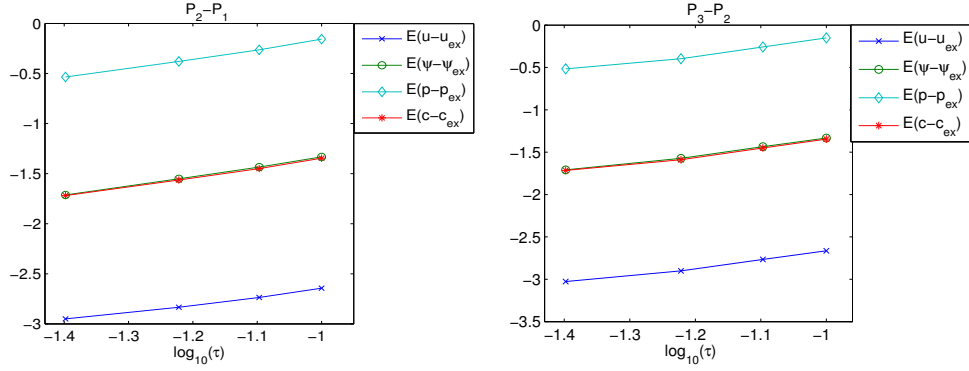 P₂−P₁
0
−0.5
−1
−1.5
−2
−2.5
−3
−1.4 −1.3 −1.2 −1.1 −1
log₁₀(τ)
E(u−uₑₓ)
E(ψ−ψₑₓ)
E(p−pₑₓ)
E(c−cₑₓ)
P₃−P₂
0
−0.5
−1
−1.5
−2
−2.5
−3
−3.5
−1.4 −1.3 −1.2 −1.1 −1
log₁₀(τ)
E(u−uₑₓ)
E(ψ−ψₑₓ)
E(p−pₑₓ)
E(c−cₑₓ)